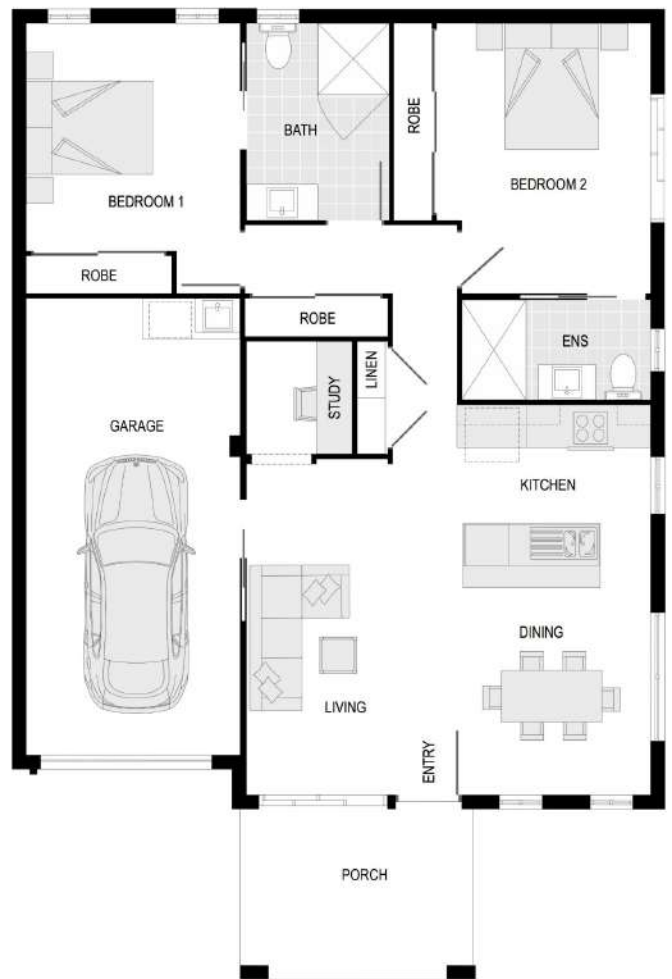 BATH
ROBE
BEDROOM 2
BEDROOM 1
ROBE
ROBE
ENS
LINEN
STUDY
GARAGE
KITCHEN
DINING
LIVING
ENTRY
PORCH